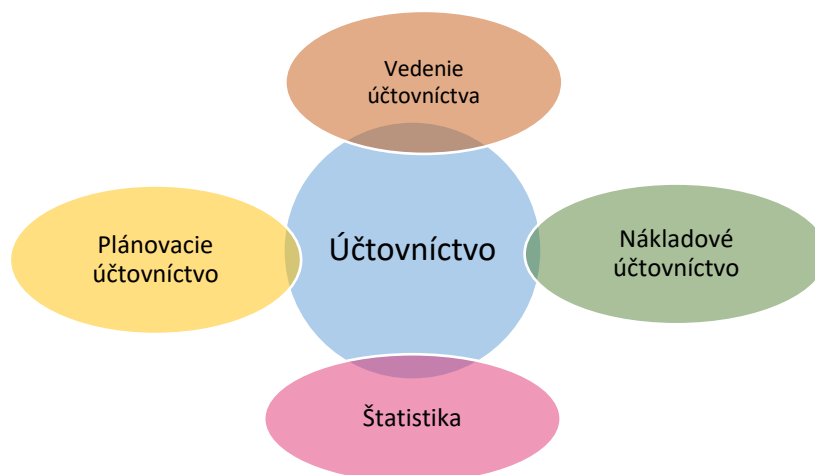 Vedenie
účtovníctva
Plánovacie
účtovníctvo
Účtovníctvo
Nákladové
účtovníctvo
Štatistika